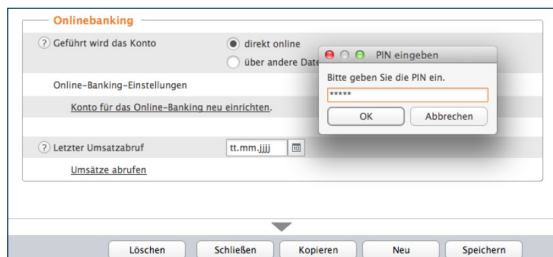 Onlinebanking
? Geführt wird das Konto
direkt online
über andere Date
PIN eingeben
Bitte geben Sie die PIN ein.
*****
OK
Abbrechen
Online-Banking-Einstellungen
Konto für das Online-Banking neu einrichten.
? Letzter Umsatzabruf
tt.mm.jjjj
Umsätze abrufen
Löschen
Schließen
Kopieren
Neu
Speichern